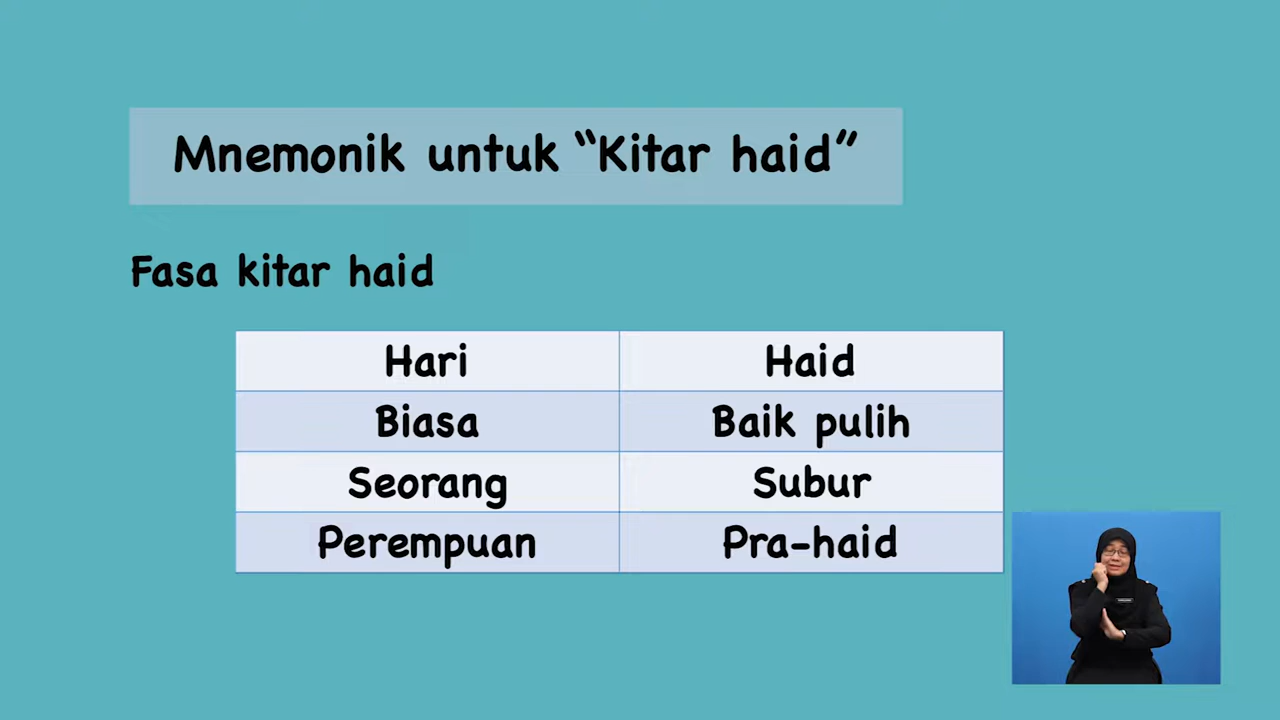 Mnemonik untuk “Kitar haid”
Fasa kitar haid
Hari Haid
Biasa Baik pulih
Seorang Subur
Perempuan Pra-haid